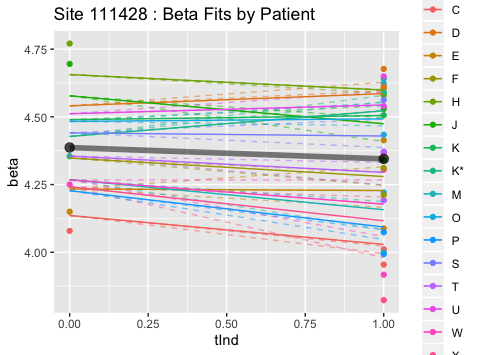 Site 111428 : Beta Fits by Patient
beta
4.75
4.50
4.25
4.00
0.00 0.25 0.50 0.75 1.00
tInd
C
D
E
F
H
J
K
K*
M
O
P
S
T
U
W